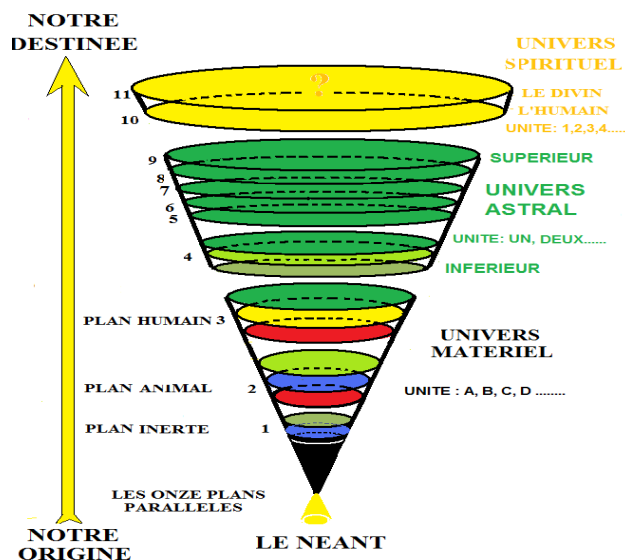 NOTRE
DESTINEE
UNIVERS
SPIRITUEL
?
11
LE DIVIN
10
L'HUMAIN
UNITE: 1,2,3,4.....
9
SUPERIEUR
8
7
UNIVERS
ASTRAL
6
5
UNITE: UN, DEUX......
4
INFERIEUR
PLAN HUMAIN 3
UNIVERS
MATERIEL
PLAN ANIMAL 2
UNITE : A, B, C, D ........
PLAN INERTE 1
LES ONZE PLANS
PARALLELES
NOTRE
ORIGINE
LE NEANT